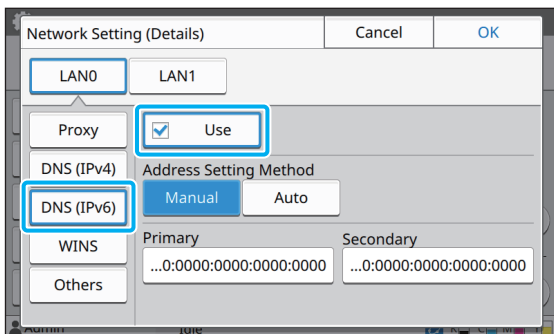 Network Setting (Details) Cancel OK
LAN0 LAN1
Proxy
Use
DNS (IPv4)
Address Setting Method
Manual Auto
DNS (IPv6)
WINS
Primary Secondary
...0:0000:0000:0000:0000 ...0:0000:0000:0000:0000
Others
Admin Idle